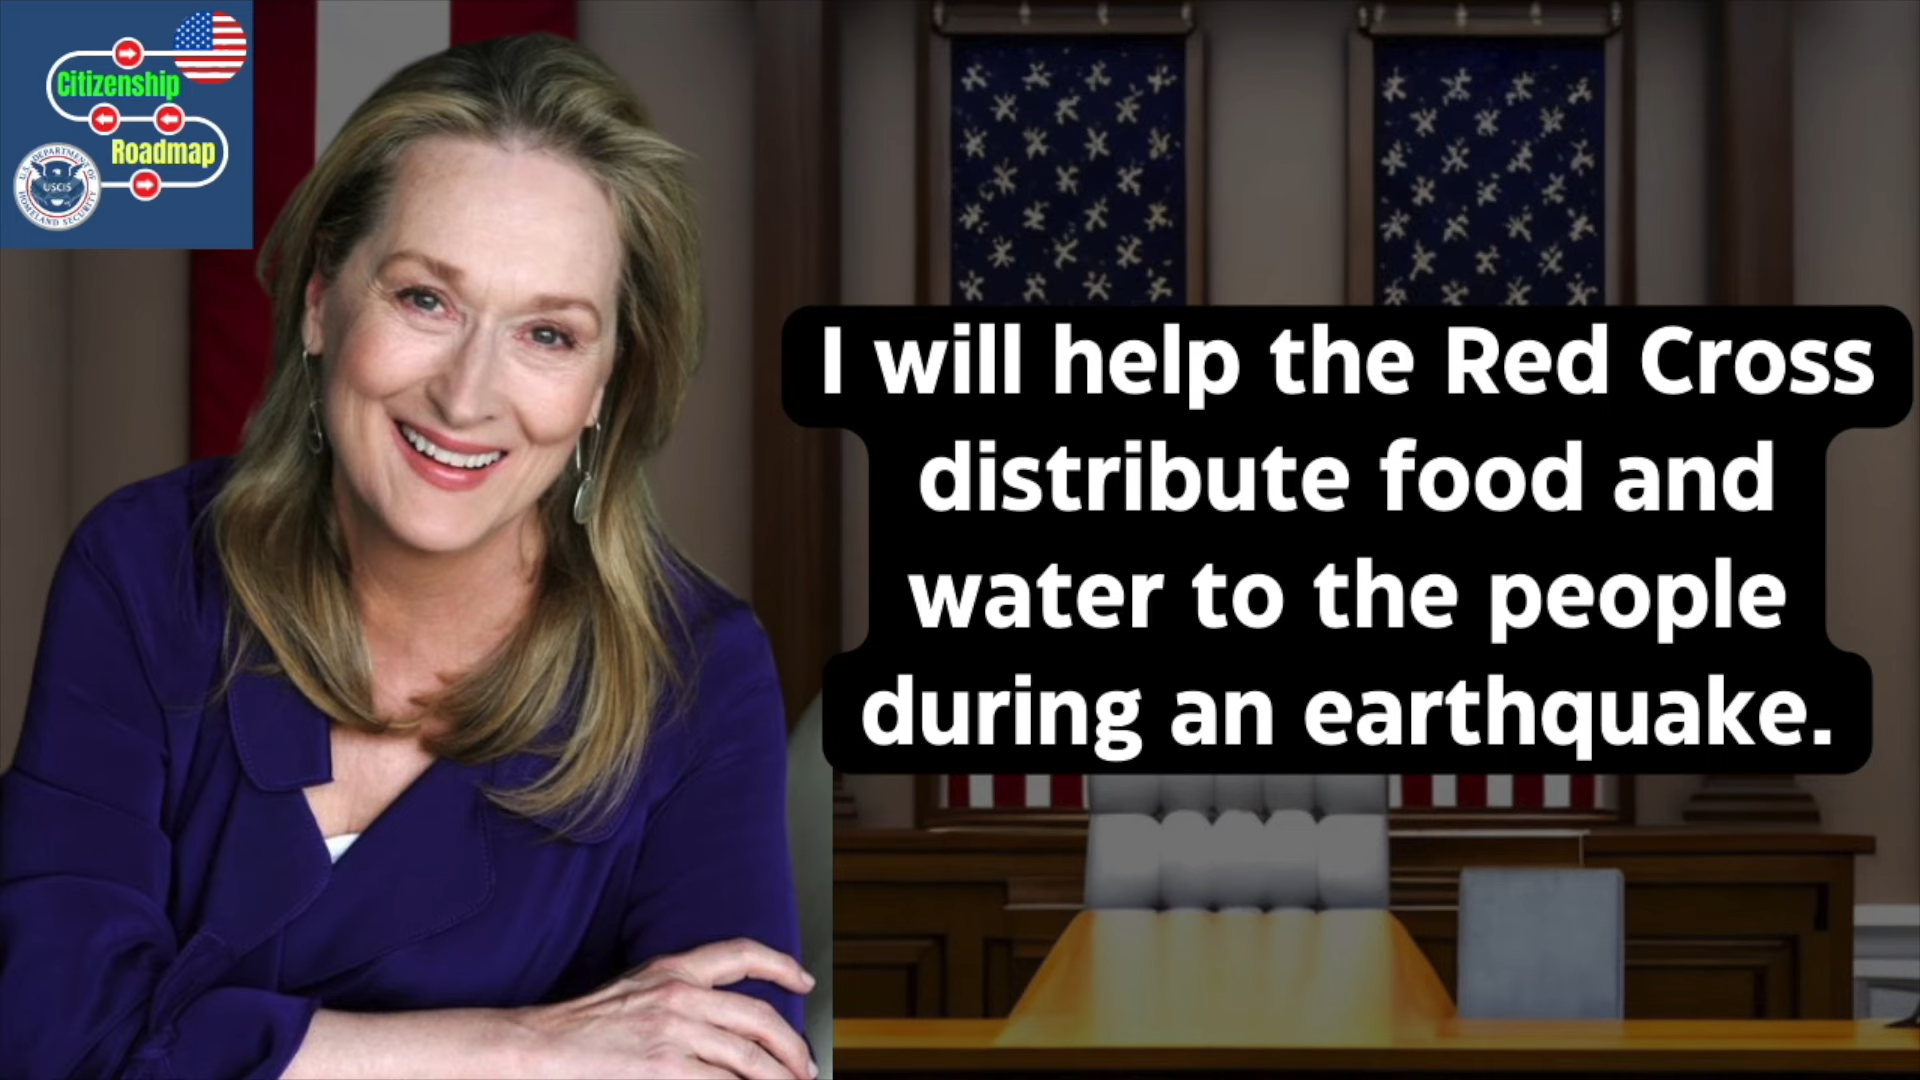 Citizenship
Roadmap
U.S. DEPARTMENT OF
HOMELAND SECURITY
USCIS
I will help the Red Cross
distribute food and
water to the people
during an earthquake.